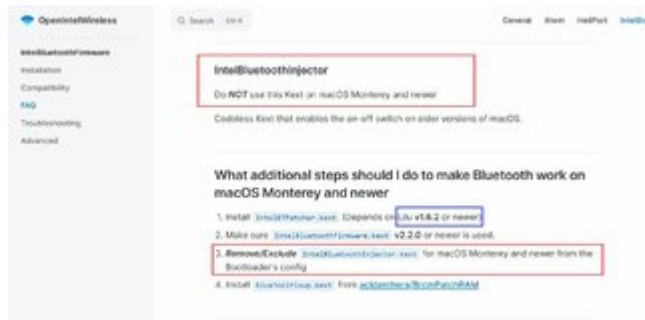 OpenIntelWireless
Search Ctrl K
General itlwm HeliPort
IntelBluetoothFirmware
Installation
Compatibility
FAQ
Troubleshooting
Advanced
IntelBluetoothInjector
Do NOT use this Kext on macOS Monterey and newer
Codeless Kext that enables the on-off switch on older versions of macOS.
What additional steps should I do to make Bluetooth work on
macOS Monterey and newer
1. Install IntelBTPatcher.kext (Depends on Lilu v1.6.2 or newer)
2. Make sure IntelBluetoothFirmware.kext v2.2.0 or newer is used.
3. Remove/Exclude IntelBluetoothInjector.kext for macOS Monterey and newer from the
Bootloader's config
4. Install BlueToolFixup.kext from acidanthera/BrcmPatchRAM